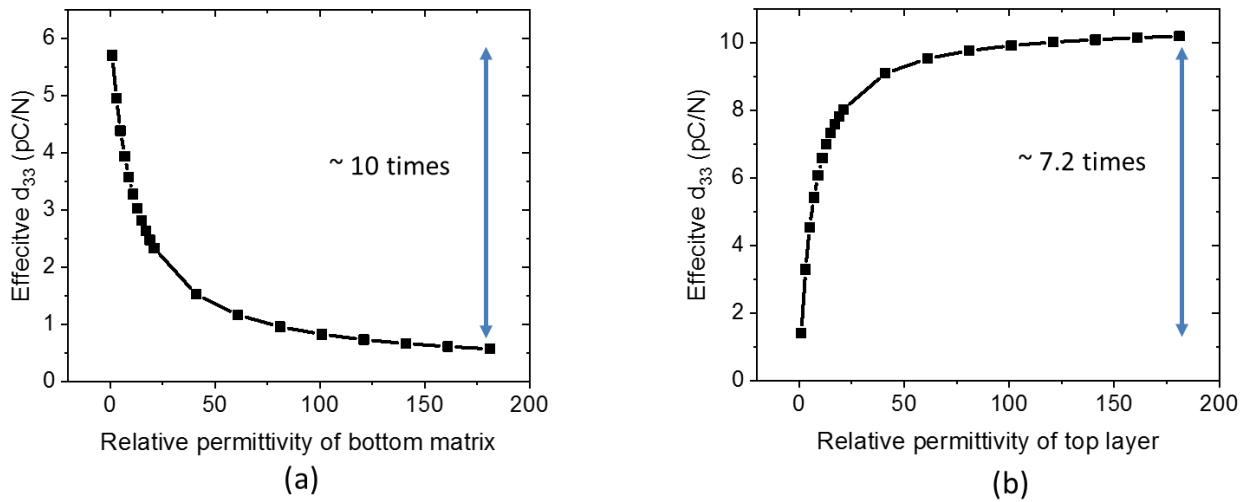 6
5
4
3
2
1
0
Effecitve d33 (pC/N)
~ 10 times
0 50 100 150 200
Relative permittivity of bottom matrix
(a)
10
8
6
4
2
0
Effecitve d33 (pC/N)
~ 7.2 times
0 50 100 150 200
Relative permittivity of top layer
(b)